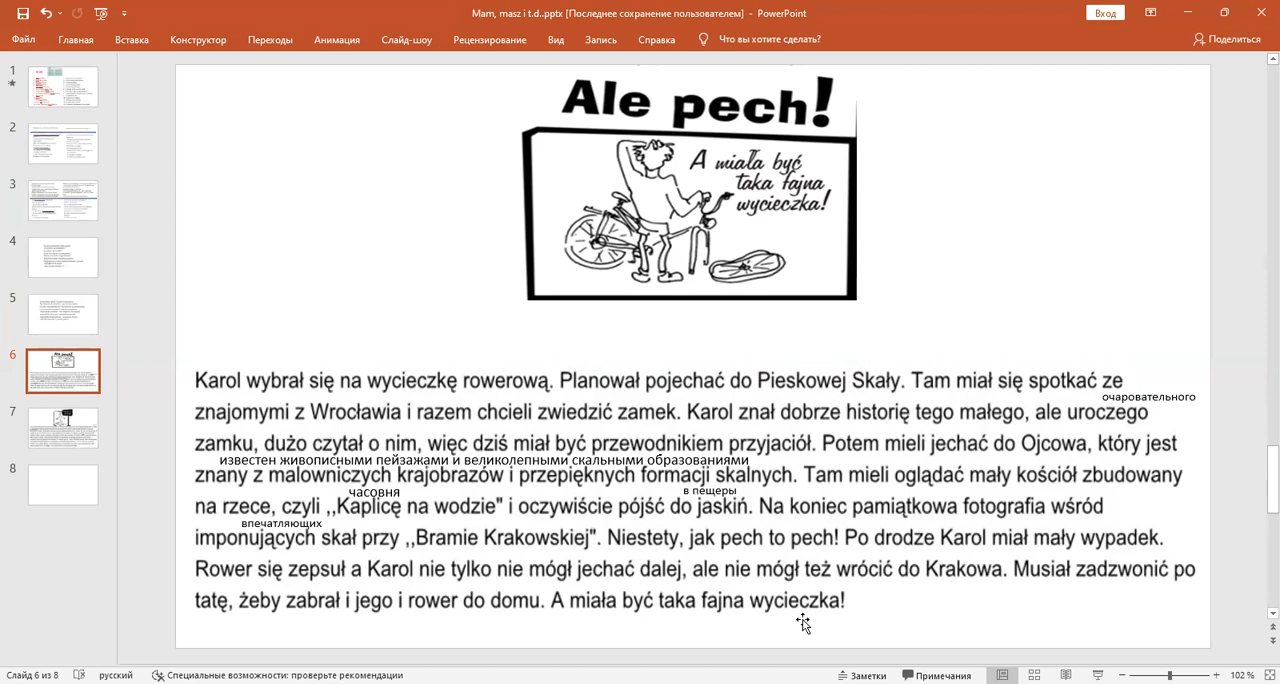 Mam, masz i t.d..pptx [Последнее сохранение пользователем] - PowerPoint
Вход
Файл
Главная
Вставка
Конструктор
Переходы
Анимация
Слайд-шоу
Рецензирование
Вид
Запись
Справка
Что вы хотите сделать?
Поделиться
1
2
3
4
5
6
7
8
Ale pech!
A miała być
taka fajna
wycieczka!
Karol wybrał się na wycieczkę rowerową. Planował pojechać do Pieskowej Skały. Tam miał się spotkać ze
очаровательного
znajomymi z Wrocławia i razem chcieli zwiedzić zamek. Karol znał dobrze historię tego małego, ale uroczego
zamku, dużo czytał o nim, więc dziś miał być przewodnikiem przyjaciół. Potem mieli jechać do Ojcowa, który jest
известен живописными пейзажами и великолепными скальными образованиями
znany z malowniczych krajobrazów i przepięknych formacji skalnych. Tam mieli oglądać mały kościół zbudowany
часовня
в пещеры
na rzece, czyli ,,Kaplicę na wodzie" i oczywiście pójść do jaskiń. Na koniec pamiątkowa fotografia wśród
впечатляющих
imponujących skał przy ,,Bramie Krakowskiej". Niestety, jak pech to pech! Po drodze Karol miał mały wypadek.
Rower się zepsuł a Karol nie tylko nie mógł jechać dalej, ale nie mógł też wrócić do Krakowa. Musiał zadzwonić po
tatę, żeby zabrał i jego i rower do domu. A miała być taka fajna wycieczka!
Слайд 6 из 8
русский
Специальные возможности: проверьте рекомендации
Заметки
Примечания
102 %